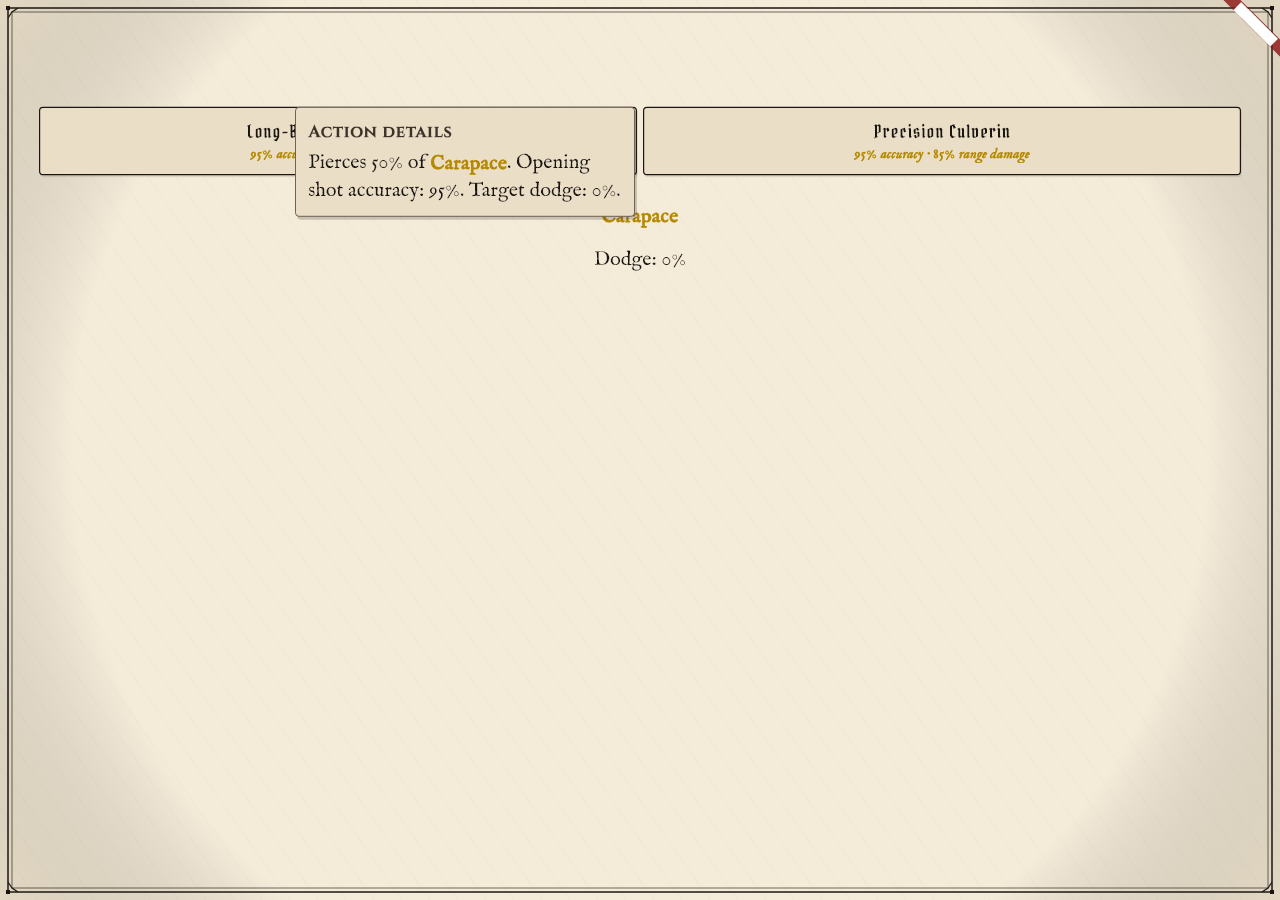 Long-
95% accu
ACTION DETAILS
Pierces 50% of Carapace. Opening
shot accuracy: 95%. Target dodge: 0%.
Precision Culverin
95% accuracy · 85% range damage
Carapace
Dodge: 0%